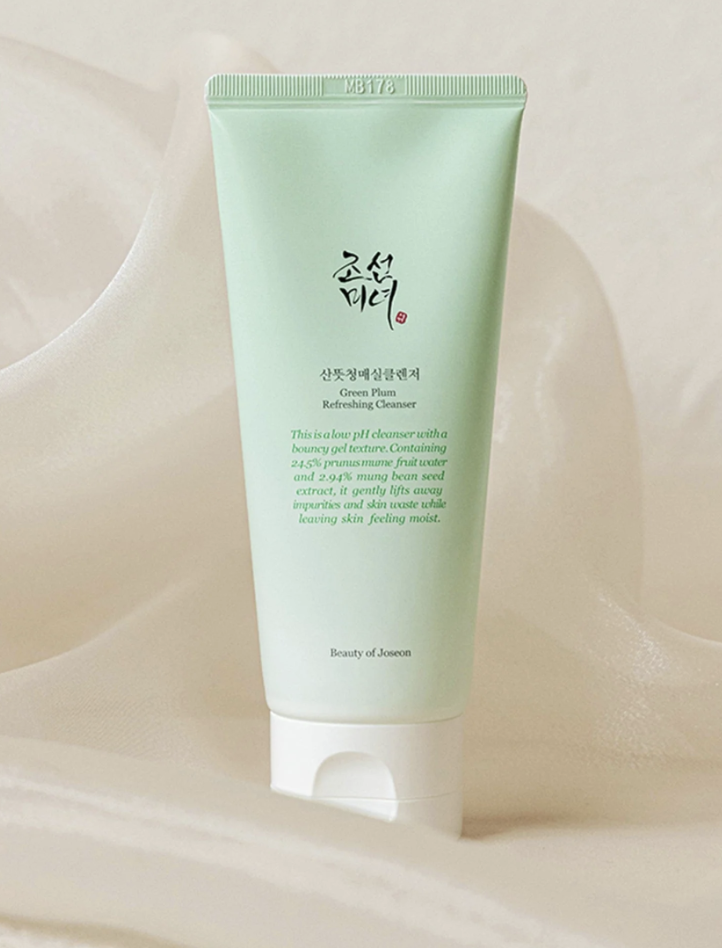 MB178
조선
미녀
산뜻청매실클렌저
Green Plum
Refreshing Cleanser
This is a low pH cleanser with a
bouncy gel texture. Containing
24.5% prunus mume fruit water
and 2.94% mung bean seed
extract, it gently lifts away
impurities and skin waste while
leaving skin feeling moist.
Beauty of Joseon